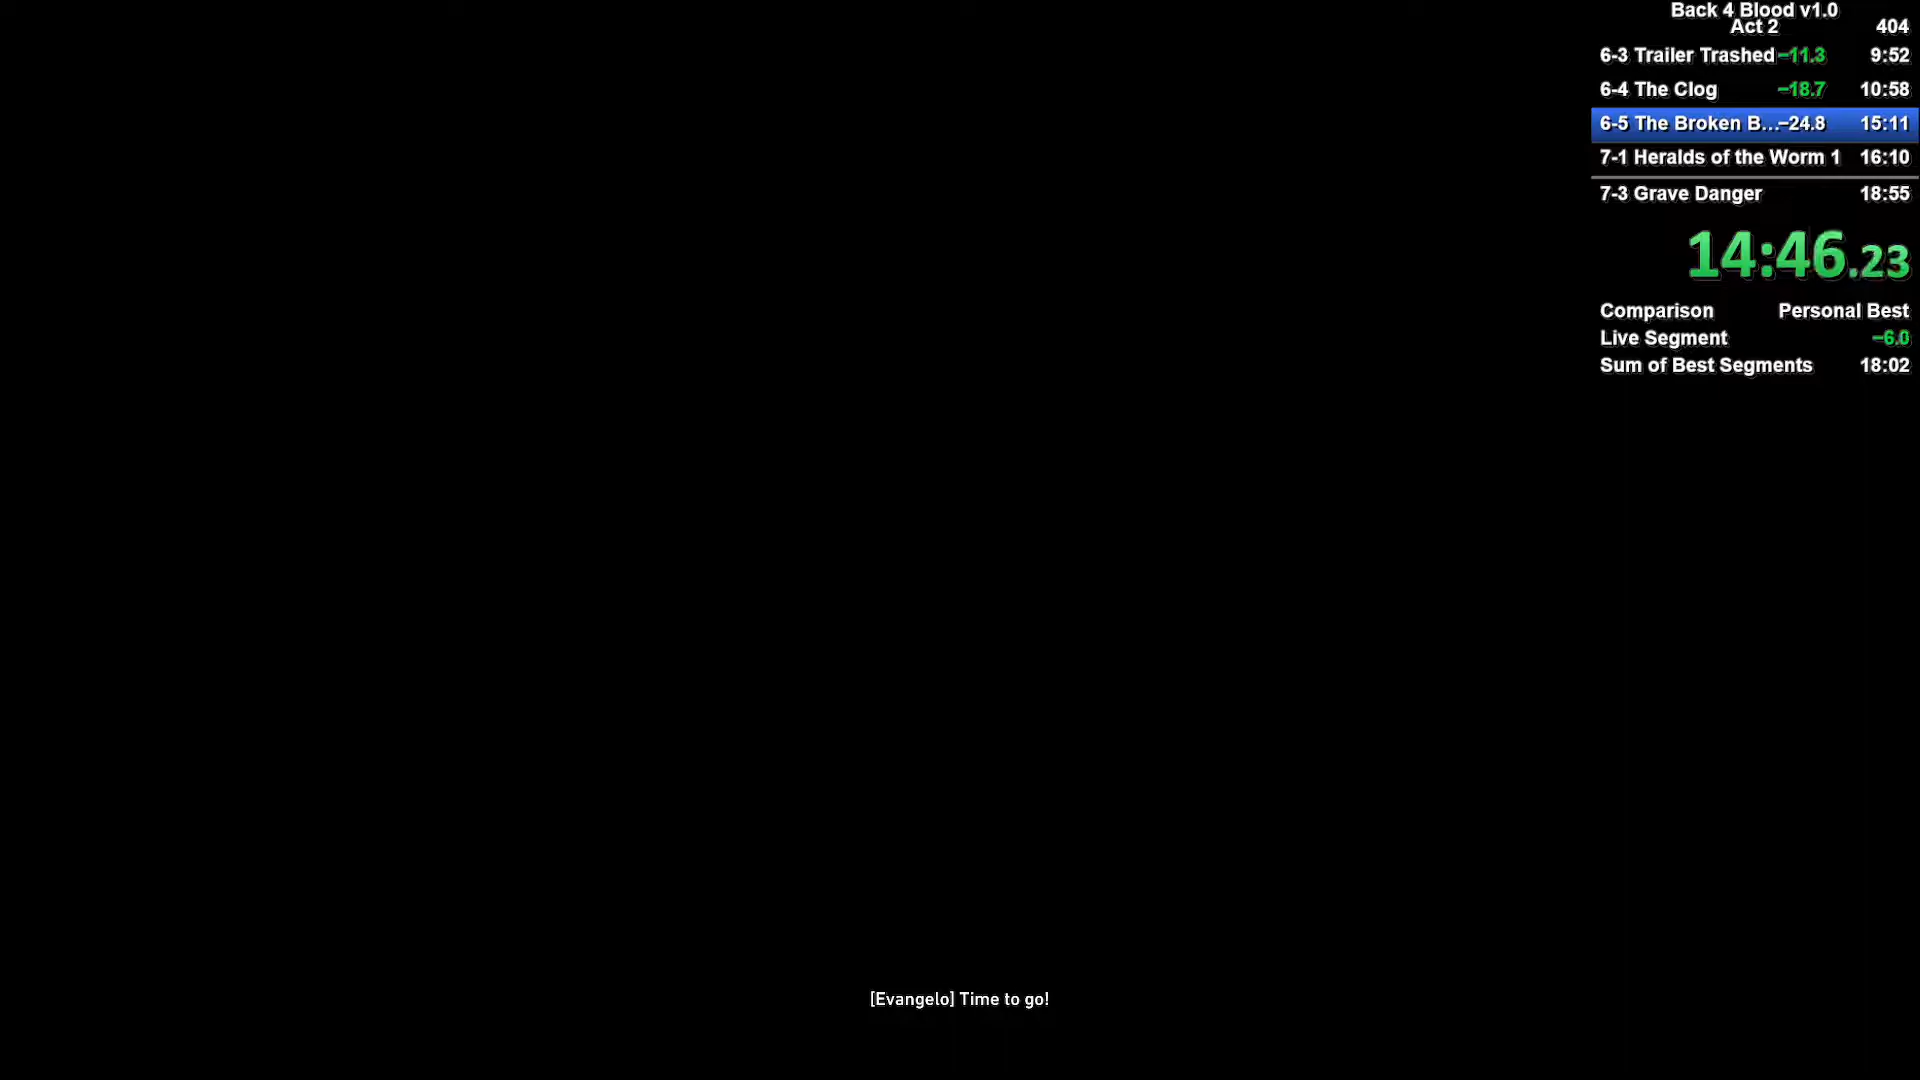 Back 4 Blood v1.0
Act 2 404
6-3 Trailer Trashed -11.3 9:52
6-4 The Clog -18.7 10:58
6-5 The Broken B... -24.8 15:11
7-1 Heralds of the Worm 1 16:10
7-3 Grave Danger 18:55
14:46.23
Comparison Personal Best
Live Segment -6.0
Sum of Best Segments 18:02
[Evangelo] Time to go!